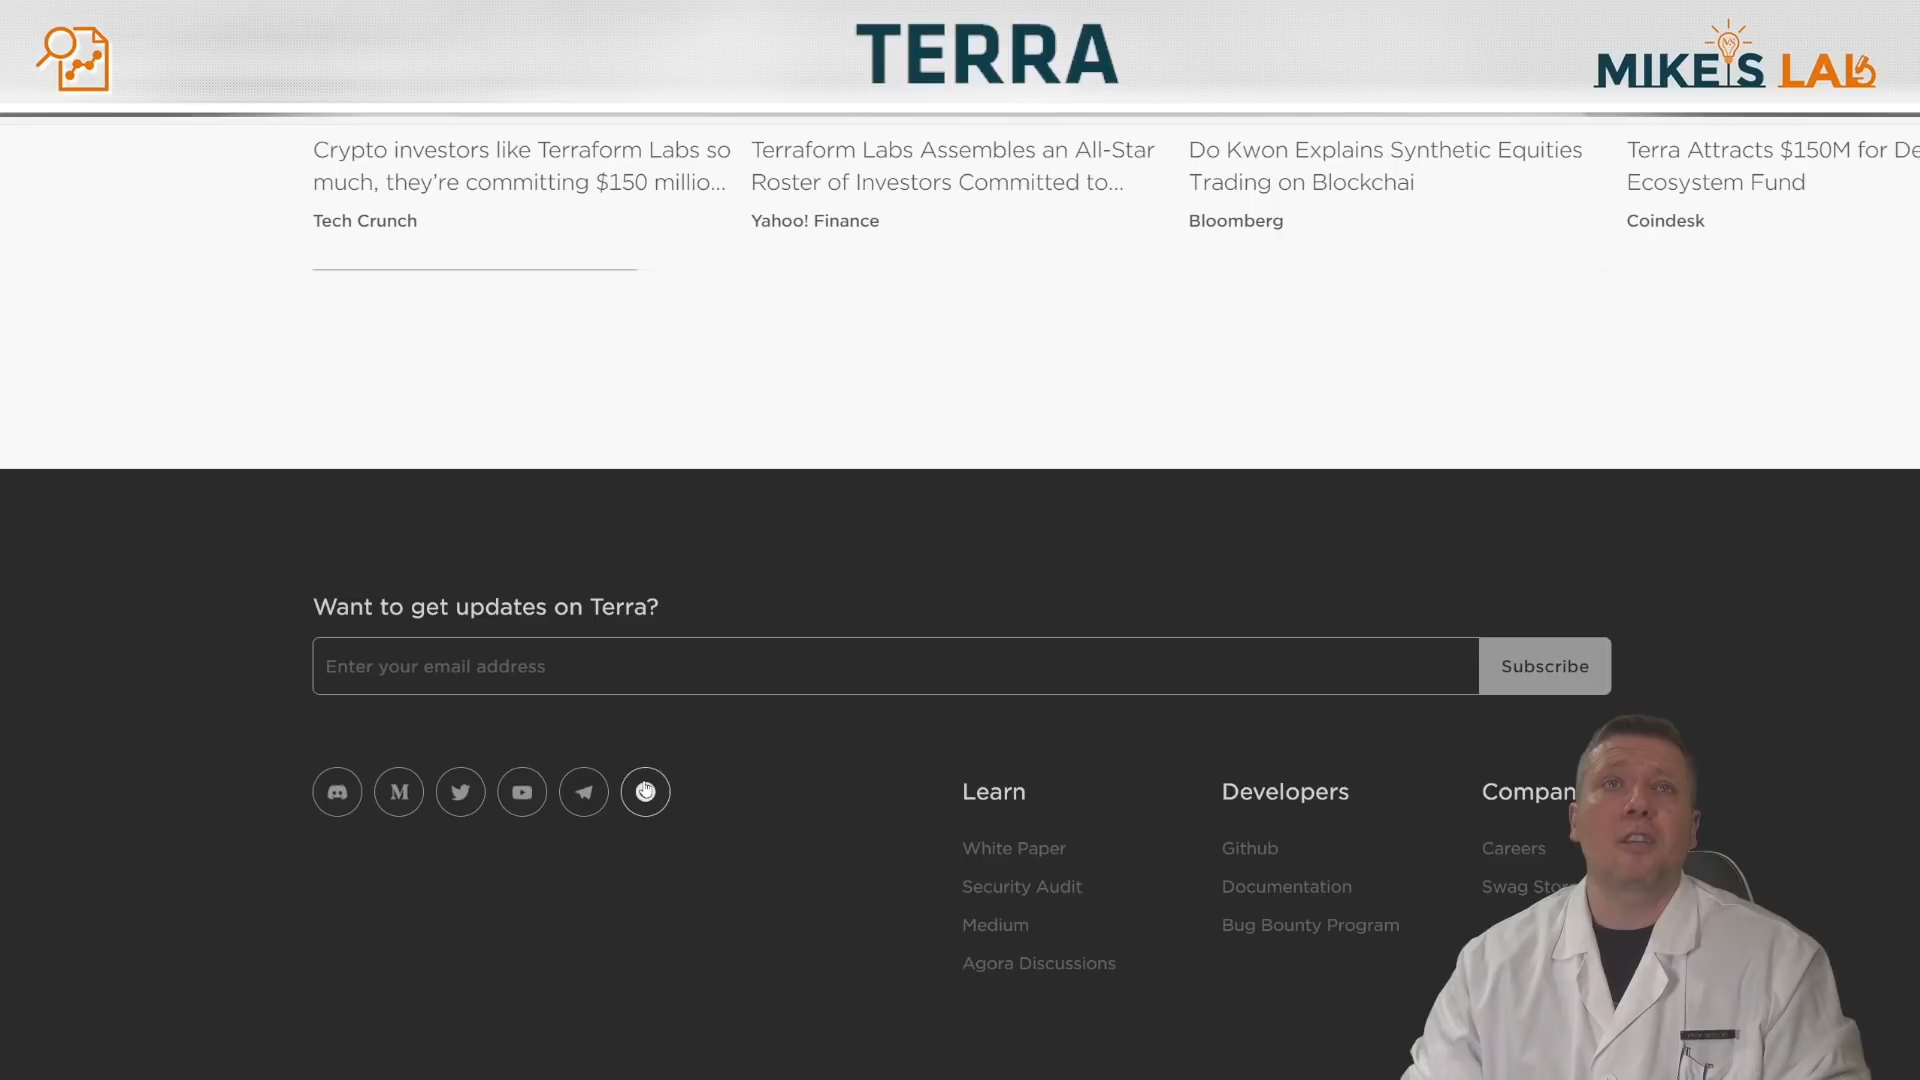 TERRA
MIKE'S LAB
Crypto investors like Terraform Labs so
much, they're committing $150 millio...
Tech Crunch
Terraform Labs Assembles an All-Star
Roster of Investors Committed to...
Yahoo! Finance
Do Kwon Explains Synthetic Equities
Trading on Blockchai
Bloomberg
Terra Attracts $150M for De
Ecosystem Fund
Coindesk
Want to get updates on Terra?
Enter your email address
Subscribe
Learn
White Paper
Security Audit
Medium
Agora Discussions
Developers
Github
Documentation
Bug Bounty Program
Compan
Careers
Swag Sto